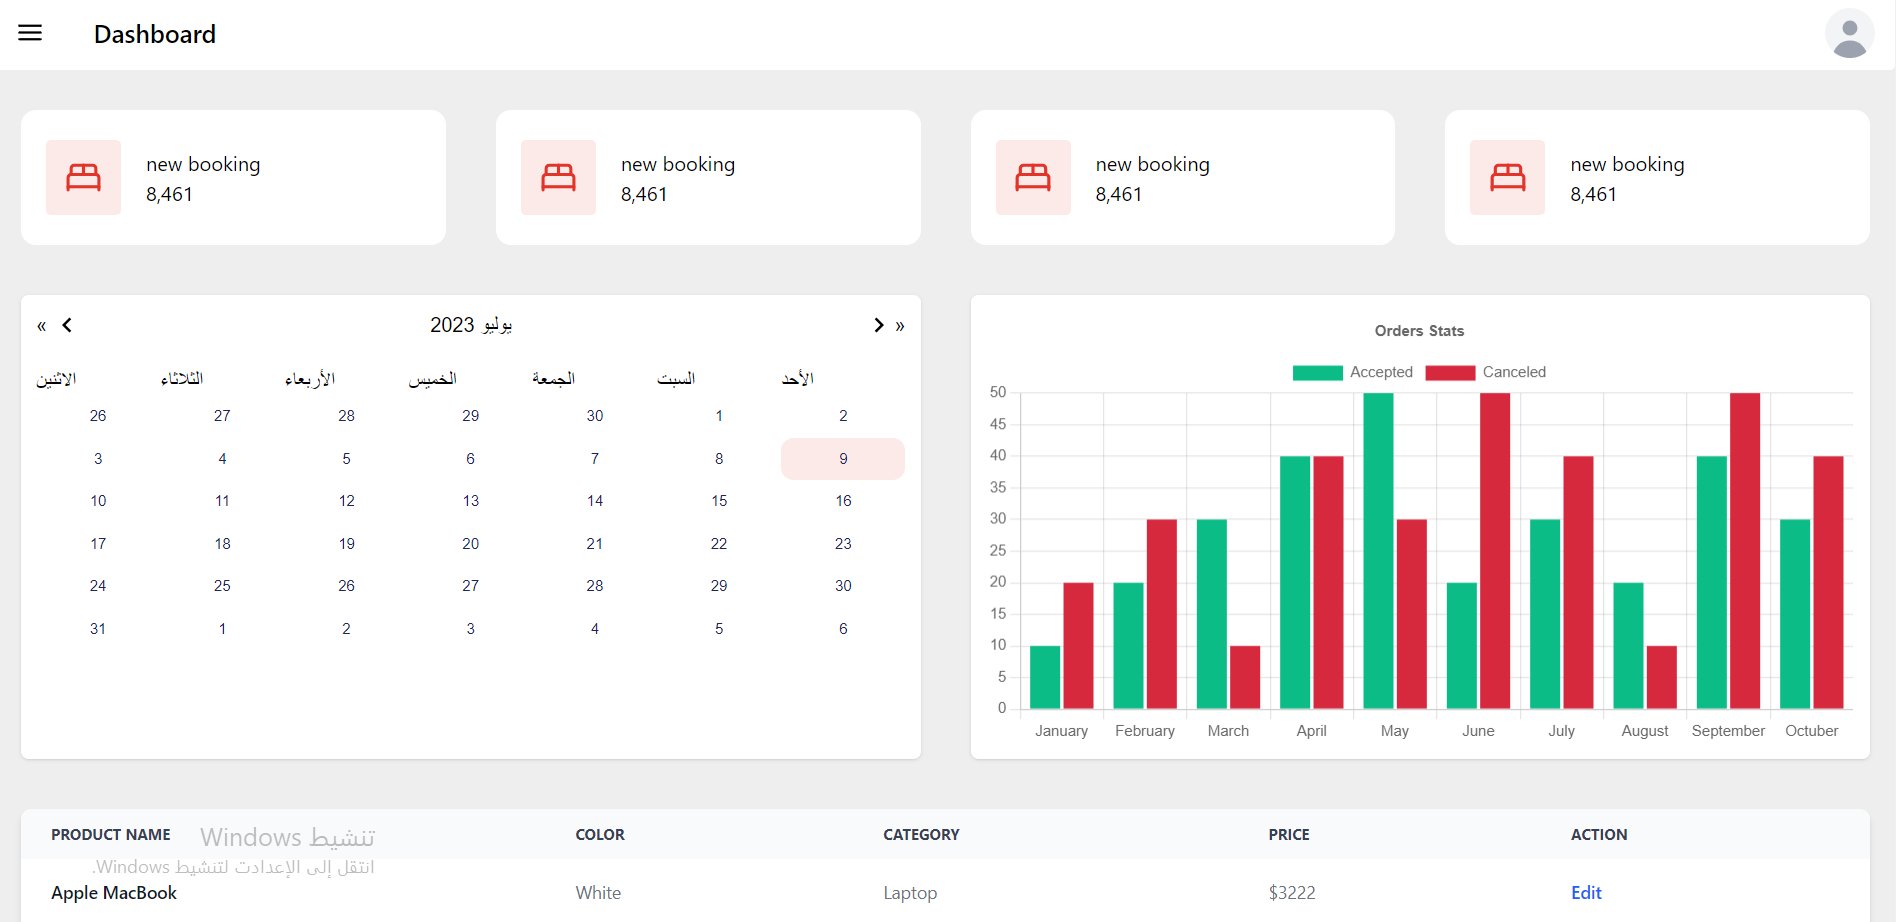 Dashboard
new booking
8,461
new booking
8,461
new booking
8,461
new booking
8,461
« ‹ يوليو 2023 › »
الاثنين الثلاثاء الأربعاء الخميس الجمعة السبت الأحد
26 27 28 29 30 1 2
3 4 5 6 7 8 9
10 11 12 13 14 15 16
17 18 19 20 21 22 23
24 25 26 27 28 29 30
31 1 2 3 4 5 6
Orders Stats
Accepted Canceled
50
45
40
35
30
25
20
15
10
5
0
January February March April May June July August September Octuber
PRODUCT NAME COLOR CATEGORY PRICE ACTION
تنشيط Windows
انتقل إلى الإعدادت لتنشيط Windows.
Apple MacBook White Laptop $3222 Edit